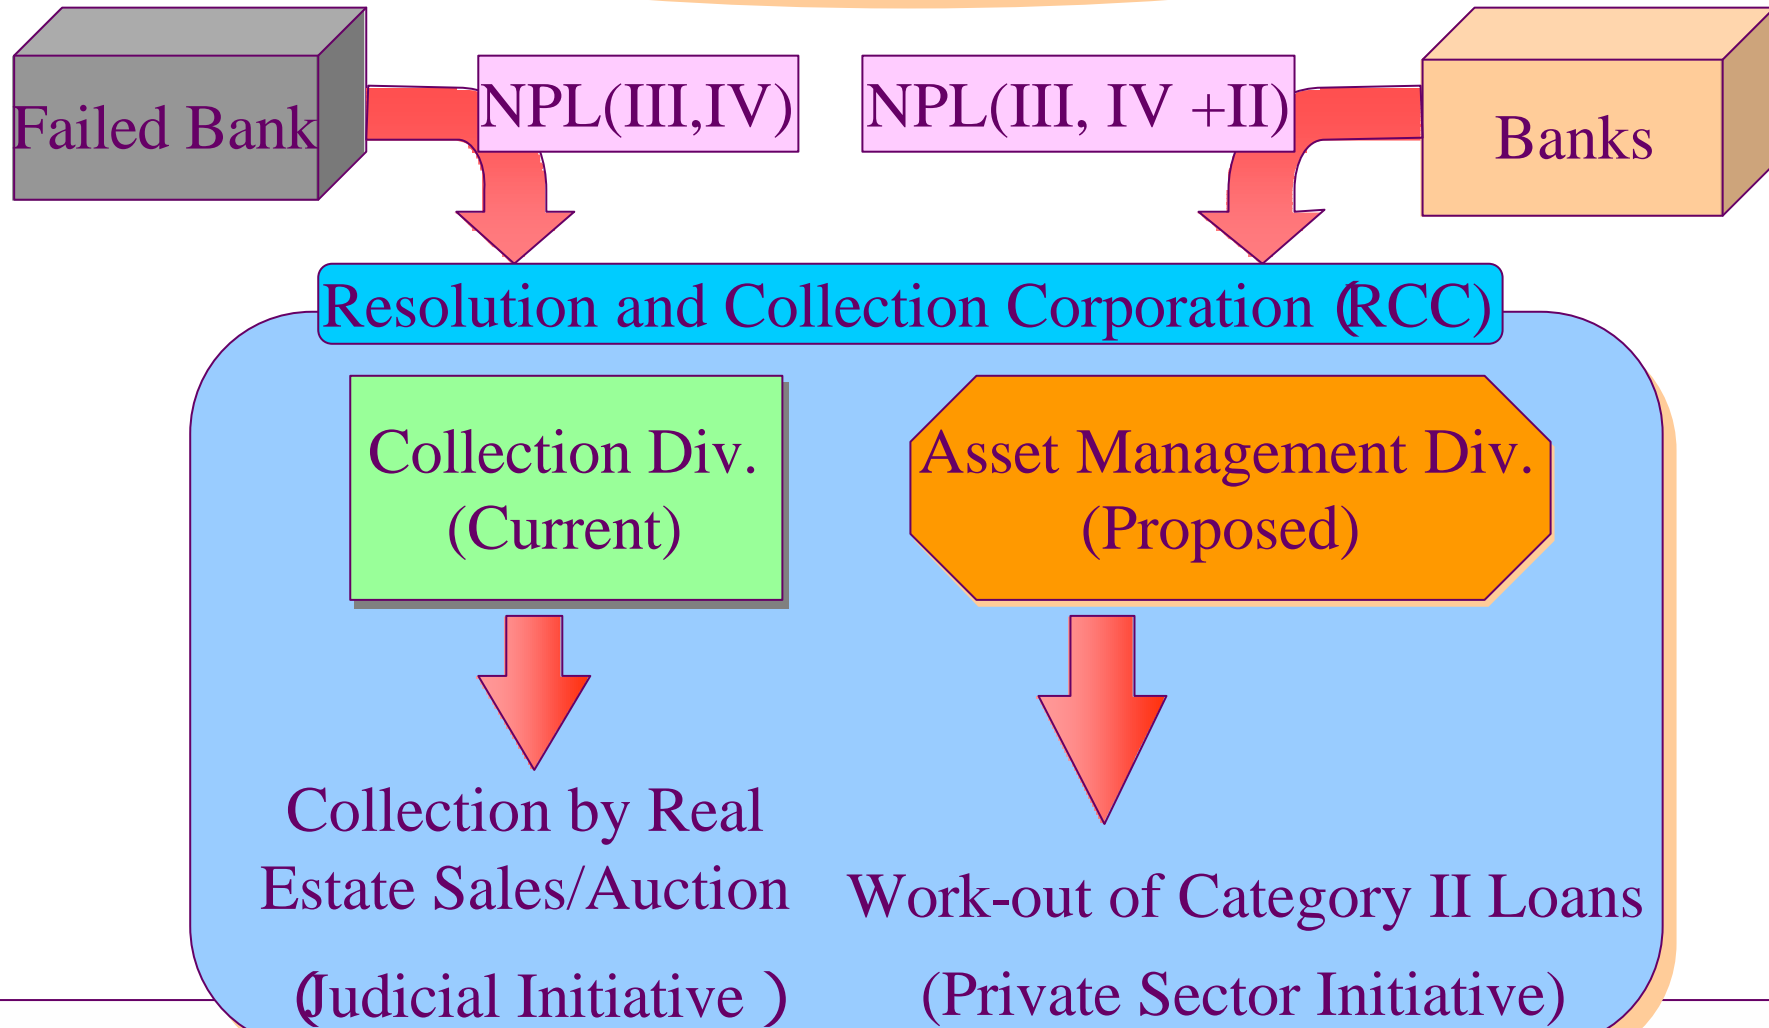 Failed Bank
NPL(III,IV)
NPL(III, IV +II)
Banks
Resolution and Collection Corporation (RCC)
Collection Div.
(Current)
Asset Management Div.
(Proposed)
Collection by Real
Estate Sales/Auction
(Judicial Initiative )
Work-out of Category II Loans
(Private Sector Initiative)